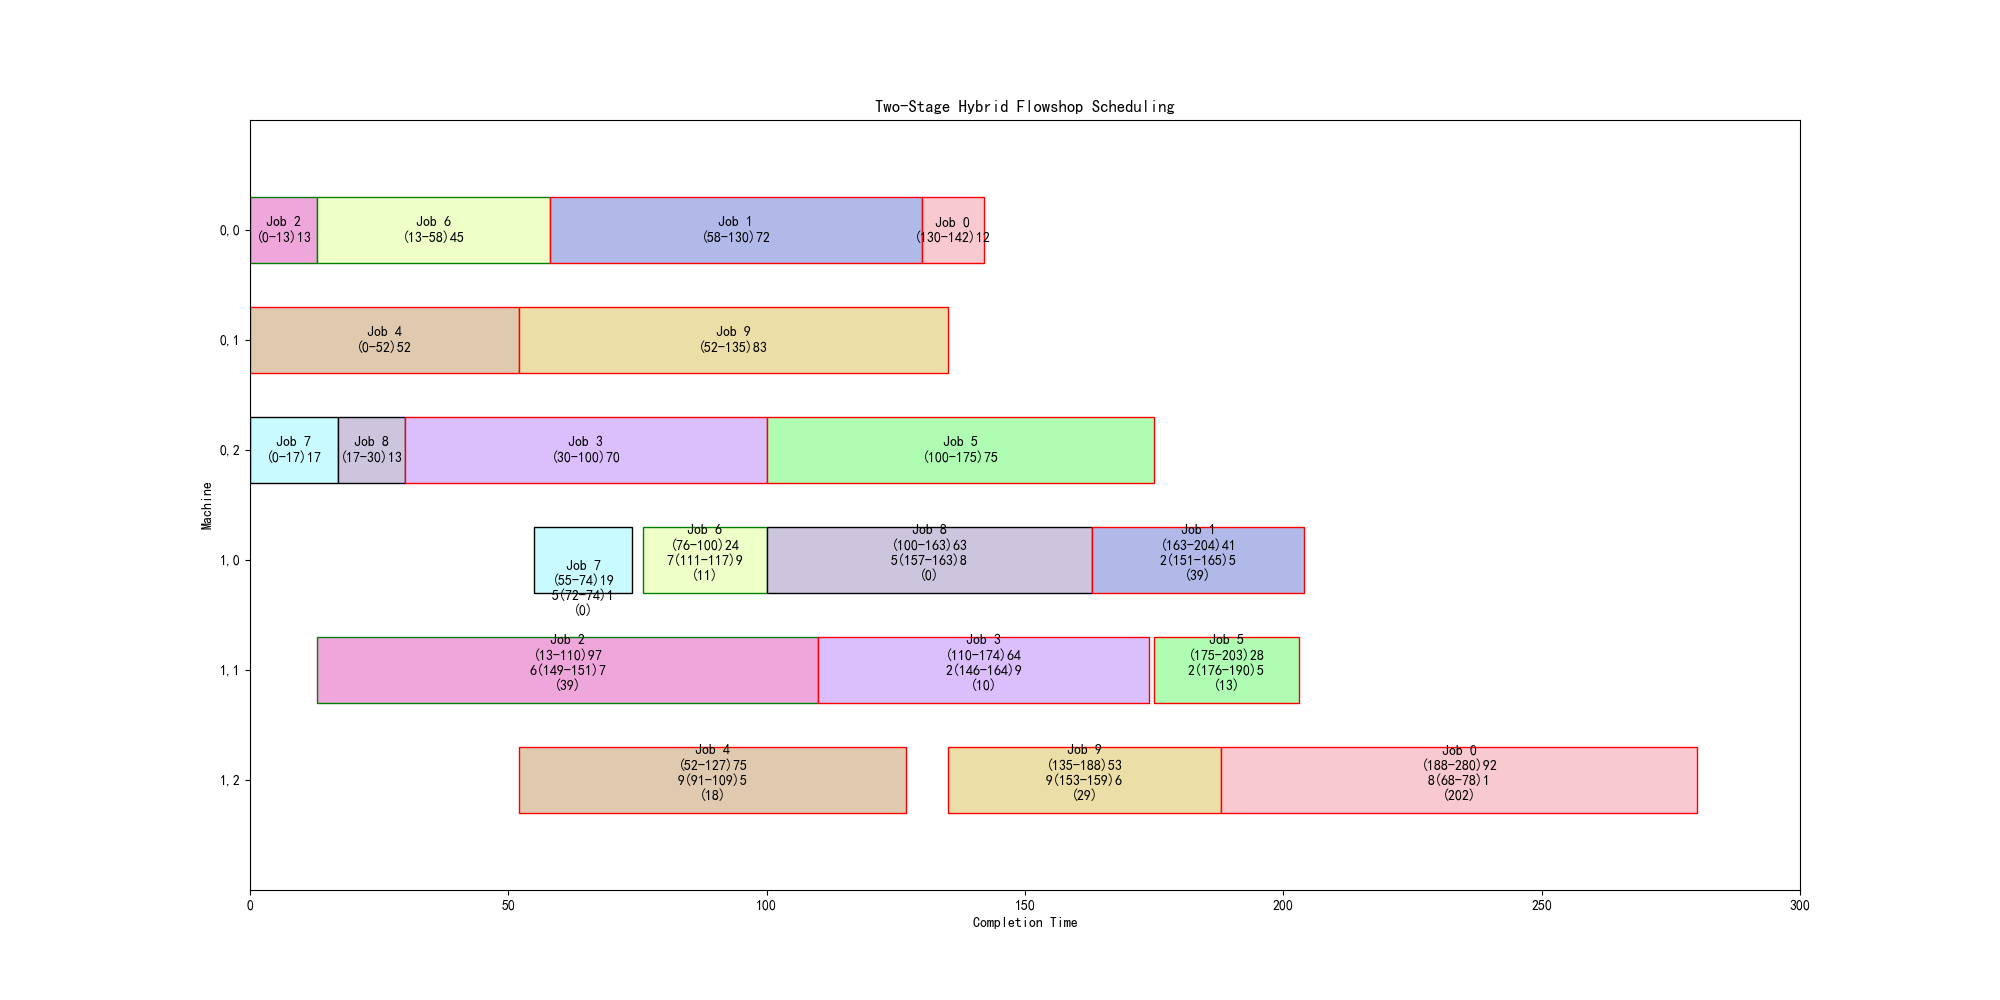 Two-Stage Hybrid Flowshop Scheduling
Machine
0,0
Job 2
(0-13)13
Job 6
(13-58)45
Job 1
(58-130)72
Job 0
(130-142)12
0,1
Job 4
(0-52)52
Job 9
(52-135)83
0,2
Job 7
(0-17)17
Job 8
(17-30)13
Job 3
(30-100)70
Job 5
(100-175)75
1,0
Job 7
(55-74)19
5(72-74)1
(0)
Job 6
(76-100)24
7(111-117)9
(11)
Job 8
(100-163)63
5(157-163)8
(0)
Job 1
(163-204)41
2(151-165)5
(39)
1,1
Job 2
(13-110)97
6(149-151)7
(39)
Job 3
(110-174)64
2(146-164)9
(10)
Job 5
(175-203)28
2(176-190)5
(13)
1,2
Job 4
(52-127)75
9(91-109)5
(18)
Job 9
(135-188)53
9(153-159)6
(29)
Job 0
(188-280)92
8(68-78)1
(202)
0 50 100 150 200 250 300
Completion Time